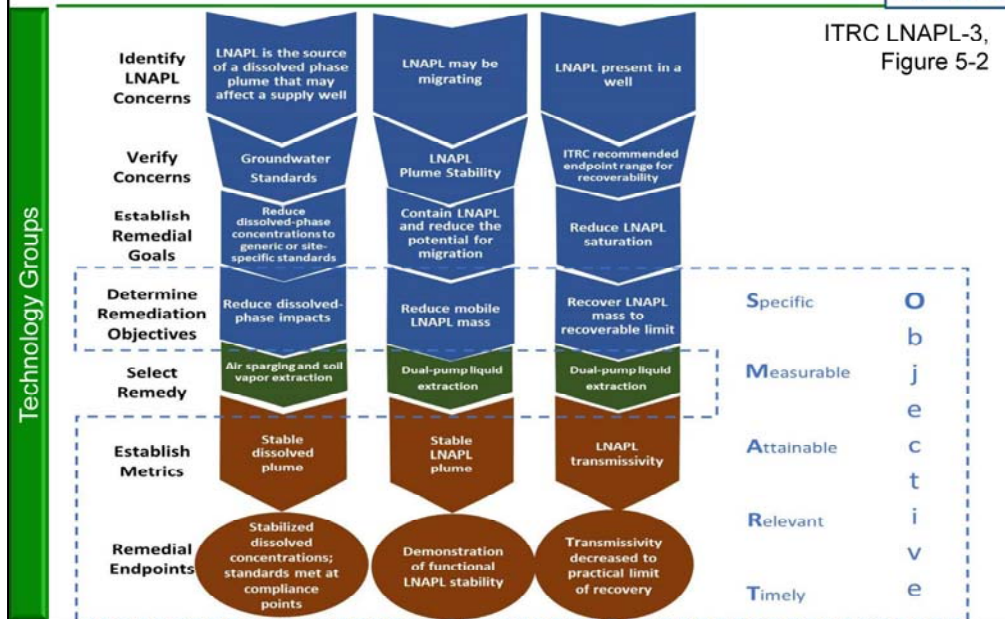 ITRC LNAPL-3,
Figure 5-2
Technology Groups
Identify
LNAPL
Concerns
LNAPL is the source
of a dissolved phase
plume that may
affect a supply well
LNAPL may be
migrating
LNAPL present in a
well
Verify
Concerns
Groundwater
Standards
LNAPL
Plume Stability
ITRC recommended
endpoint range for
recoverability
Establish
Remedial
Goals
Reduce
dissolved-phase
concentrations to
generic or site-
specific standards
Contain LNAPL
and reduce the
potential for
migration
Reduce LNAPL
saturation
Determine
Remediation
Objectives
Reduce dissolved-
phase impacts
Reduce mobile
LNAPL mass
Recover LNAPL
mass to
recoverable limit
Select
Remedy
Air sparging and soil
vapor extraction
Dual-pump liquid
extraction
Dual-pump liquid
extraction
Establish
Metrics
Stable
dissolved
plume
Stable
LNAPL
plume
LNAPL
transmissivity
Remedial
Endpoints
Stabilized
dissolved
concentrations;
standards met at
compliance
points
Demonstration
of functional
LNAPL stability
Transmissivity
decreased to
practical limit
of recovery
Specific
Measurable
Attainable
Relevant
Timely
O
b
j
e
c
t
i
v
e